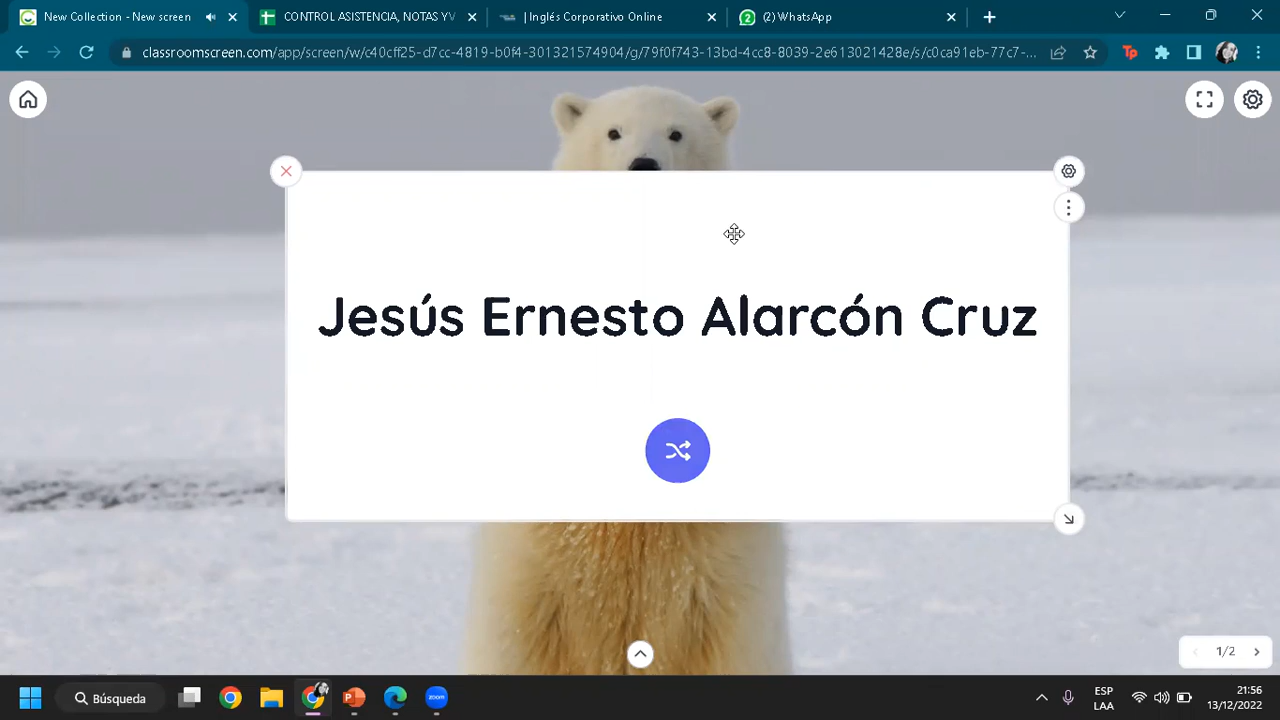 New Collection - New screen
CONTROL ASISTENCIA, NOTAS Y V
| Inglés Corporativo Online
(2) WhatsApp
classroomscreen.com/app/screen/w/c40cff25-d7cc-4819-b0f4-301321574904/g/79f0f743-13bd-4cc8-8039-2e613021428e/s/c0ca91eb-77c7-...
Jesús Ernesto Alarcón Cruz
1/2
Búsqueda
zoom
ESP
LAA
21:56
13/12/2022